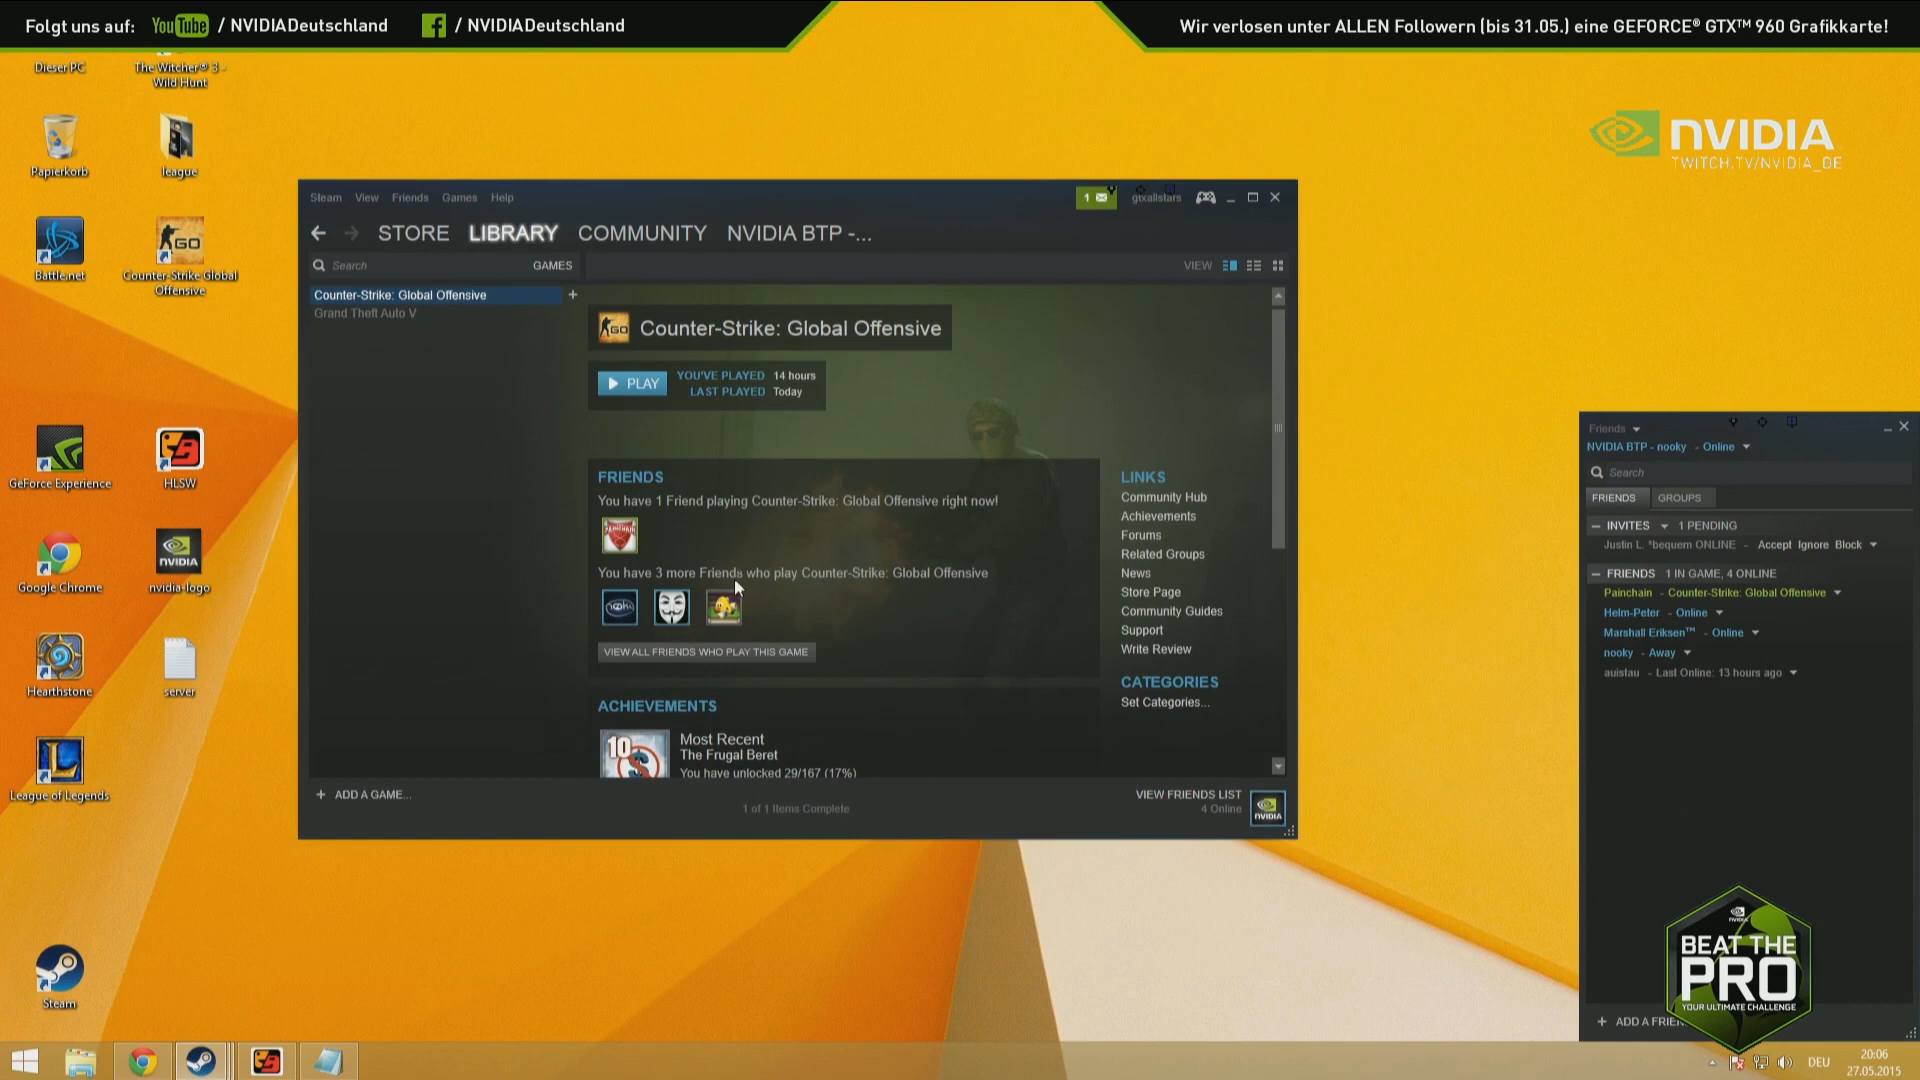 Folgt uns auf: YouTube / NVIDIADeutschland / NVIDIADeutschland
Wir verlosen unter ALLEN Followern (bis 31.05.) eine GEFORCE® GTX™ 960 Grafikkarte!
Dieser PC
The Witcher® 3 -
Wild Hunt
NVIDIA
TWITCH.TV/NVIDIA_DE
Papierkorb
league
Battle.net
Counter-Strike Global
Offensive
GeForce Experience
HLSW
Google Chrome
nvidia-logo
Hearthstone
server
League of Legends
Steam
Steam View Friends Games Help
1
gtxallstars
STORE LIBRARY COMMUNITY NVIDIA BTP -...
Search
GAMES
VIEW
Counter-Strike: Global Offensive
+
Grand Theft Auto V
GO
Counter-Strike: Global Offensive
PLAY
YOU'VE PLAYED 14 hours
LAST PLAYED Today
FRIENDS
You have 1 Friend playing Counter-Strike: Global Offensive right now!
You have 3 more Friends who play Counter-Strike: Global Offensive
VIEW ALL FRIENDS WHO PLAY THIS GAME
ACHIEVEMENTS
10
Most Recent
The Frugal Beret
You have unlocked 29/167 (17%)
LINKS
Community Hub
Achievements
Forums
Related Groups
News
Store Page
Community Guides
Support
Write Review
CATEGORIES
Set Categories...
+ ADD A GAME...
1 of 1 Items Complete
VIEW FRIENDS LIST
4 Online
NVIDIA
Friends
NVIDIA BTP - nooky - Online
Search
FRIENDS GROUPS
INVITES 1 PENDING
Justin L. *bequem ONLINE - Accept Ignore Block
FRIENDS 1 IN GAME, 4 ONLINE
Painchain - Counter-Strike: Global Offensive
Helm-Peter - Online
Marshall Eriksen™ - Online
nooky - Away
auistau - Last Online: 13 hours ago
NVIDIA
BEAT THE
PRO
YOUR ULTIMATE CHALLENGE
+ ADD A FRIEN
DEU
20:06
27.05.2015